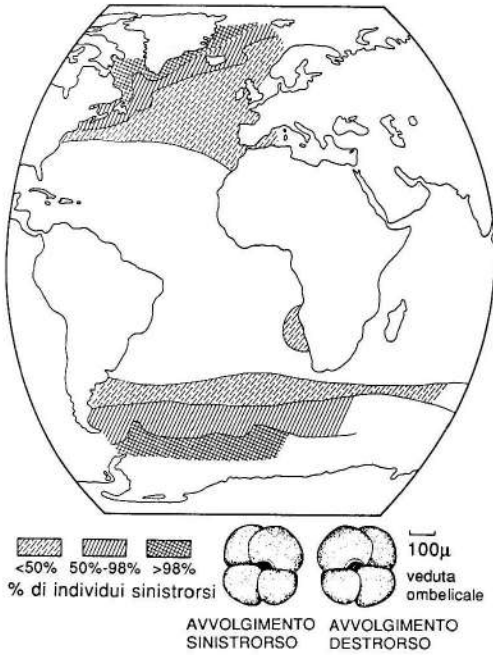 <50% 50%-98% >98%
% di individui sinistrorsi
100µ
veduta
ombelicale
AVVOLGIMENTO
SINISTRORSO
AVVOLGIMENTO
DESTRORSO